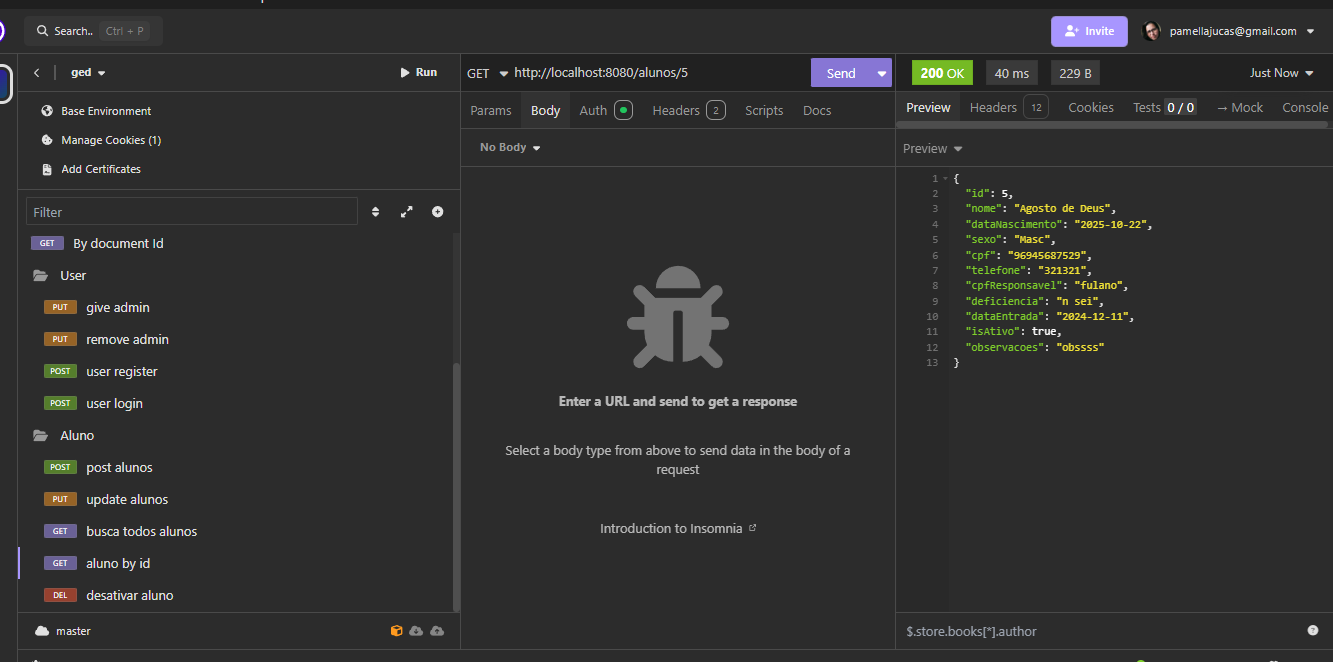 Search..
Ctrl + P
Invite
pamellajucas@gmail.com
ged
Run
Base Environment
Manage Cookies (1)
Add Certificates
Filter
GET By document Id
User
PUT give admin
PUT remove admin
POST user register
POST user login
Aluno
POST post alunos
PUT update alunos
GET busca todos alunos
GET aluno by id
DEL desativar aluno
master
GET http://localhost:8080/alunos/5
Send
Params Body Auth Headers 2 Scripts Docs
No Body
Enter a URL and send to get a response
Select a body type from above to send data in the body of a
request
Introduction to Insomnia
200 OK 40 ms 229 B Just Now
Preview Headers 12 Cookies Tests 0 / 0 → Mock Console
Preview
1 {
2 "id": 5,
3 "nome": "Agosto de Deus",
4 "dataNascimento": "2025-10-22",
5 "sexo": "Masc",
6 "cpf": "96945687529",
7 "telefone": "321321",
8 "cpfResponsavel": "fulano",
9 "deficiencia": "n sei",
10 "dataEntrada": "2024-12-11",
11 "isAtivo": true,
12 "observacoes": "obssss"
13 }
$.store.books[*].author